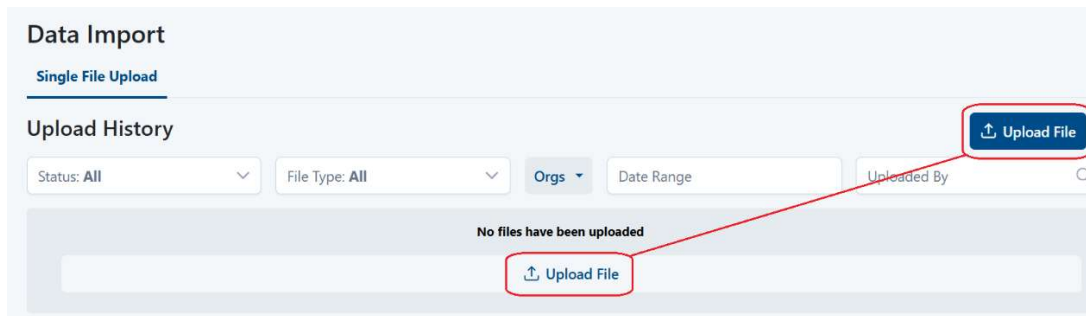 Data Import
Single File Upload
Upload History
Upload File
Status: All
File Type: All
Orgs
Date Range
Uploaded By
No files have been uploaded
Upload File